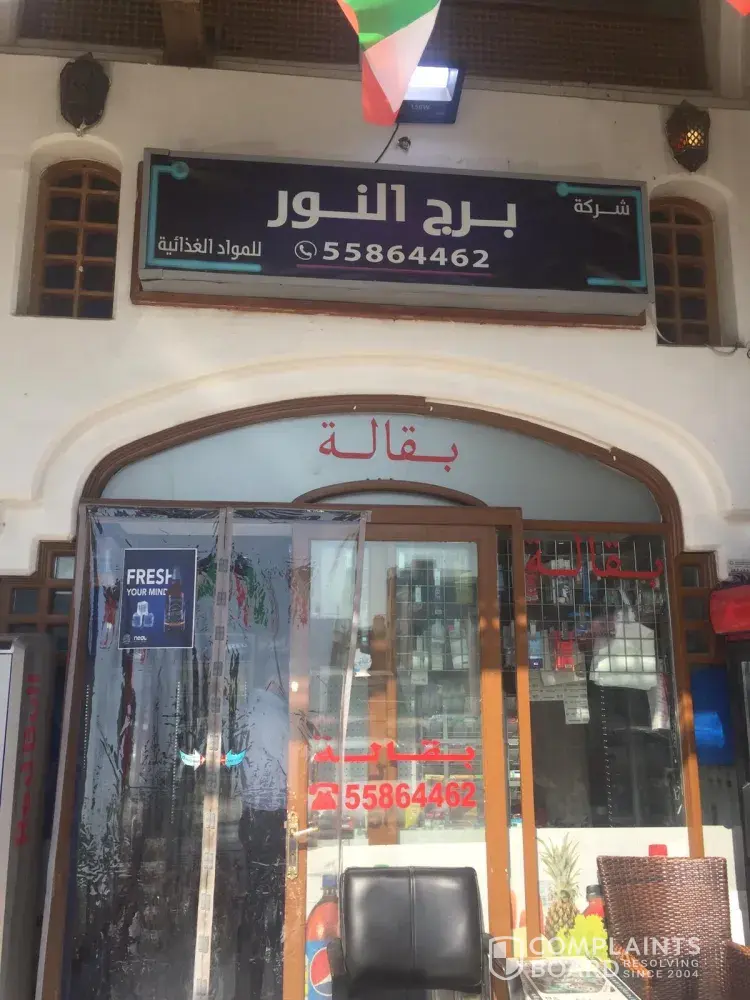 شركة
برج النور
للمواد الغذائية
55864462
بقالة
بقالة
FRESH
YOUR MIND
بقالة
55864462
COMPLAINTS
BOARD
RESOLVING
SINCE 2004